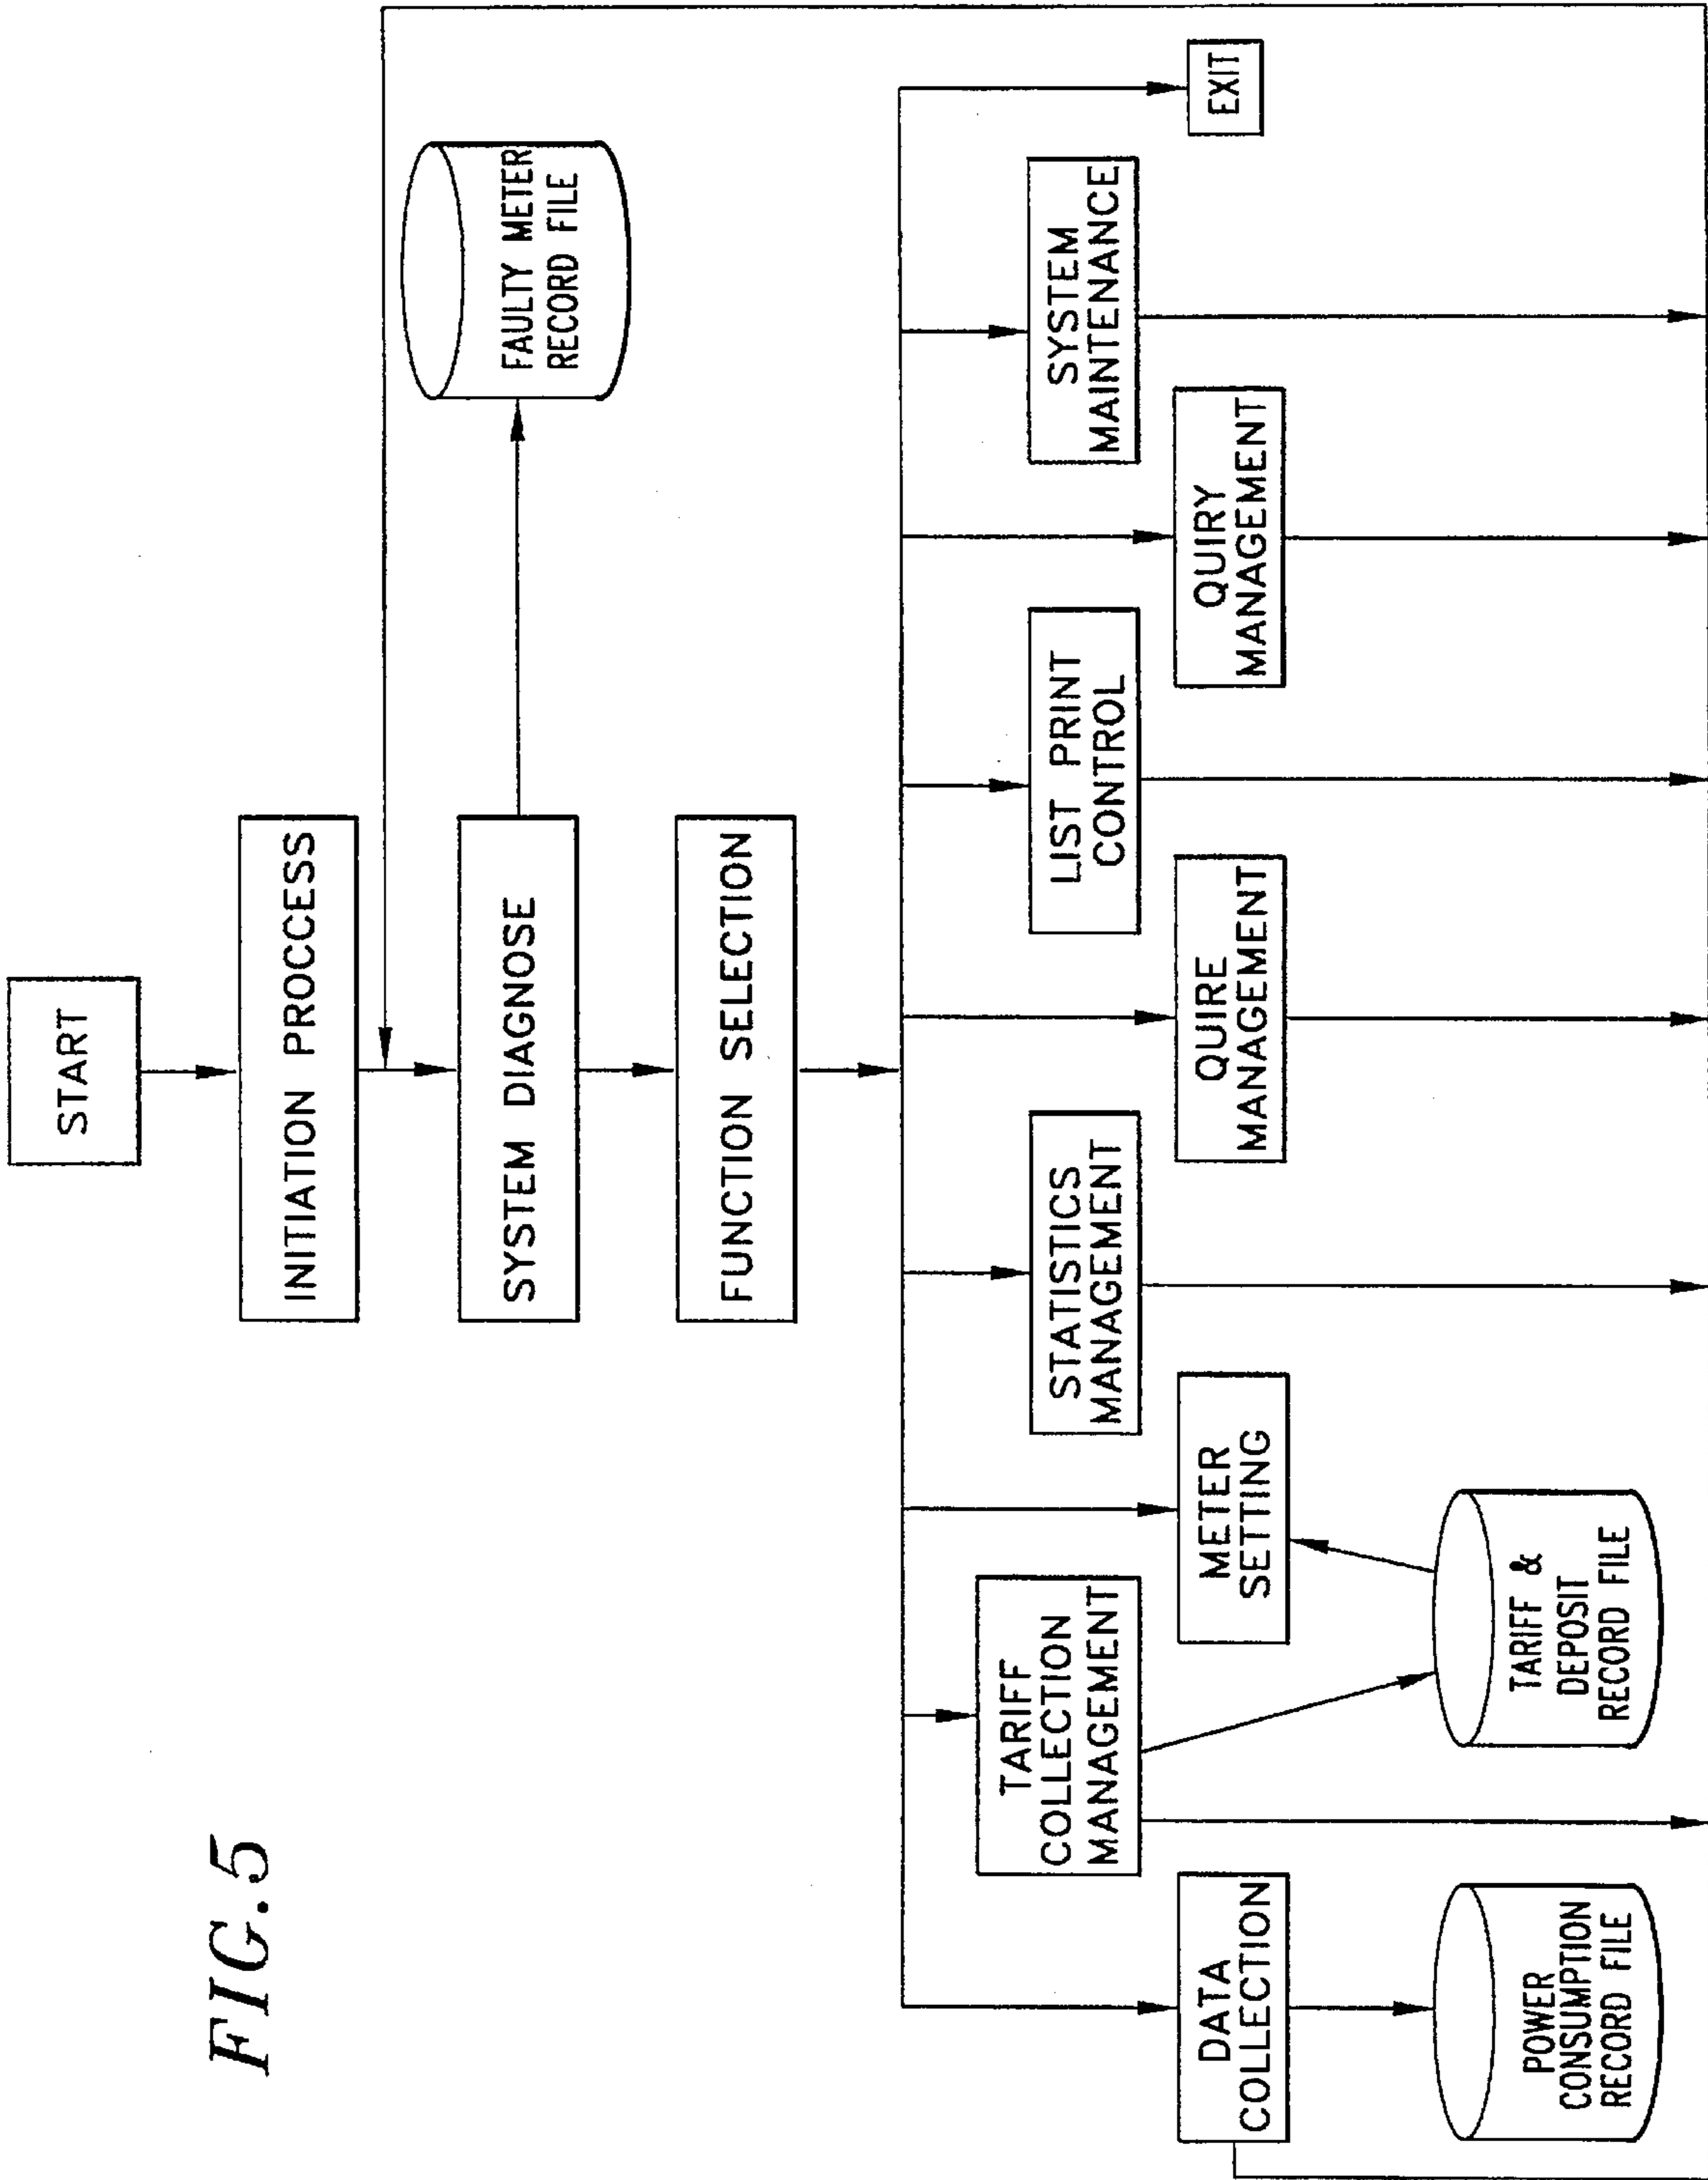 FIG.5
START
INITIATION PROCCESS
SYSTEM DIAGNOSE
FAULTY METER
RECORD FILE
FUNCTION SELECTION
DATA
COLLECTION
TARIFF
COLLECTION
MANAGEMENT
METER
SETTING
STATISTICS
MANAGEMENT
QUIRE
MANAGEMENT
LIST PRINT
CONTROL
QUIRY
MANAGEMENT
SYSTEM
MAINTENANCE
EXIT
POWER
CONSUMPTION
RECORD FILE
TARIFF &
DEPOSIT
RECORD FILE